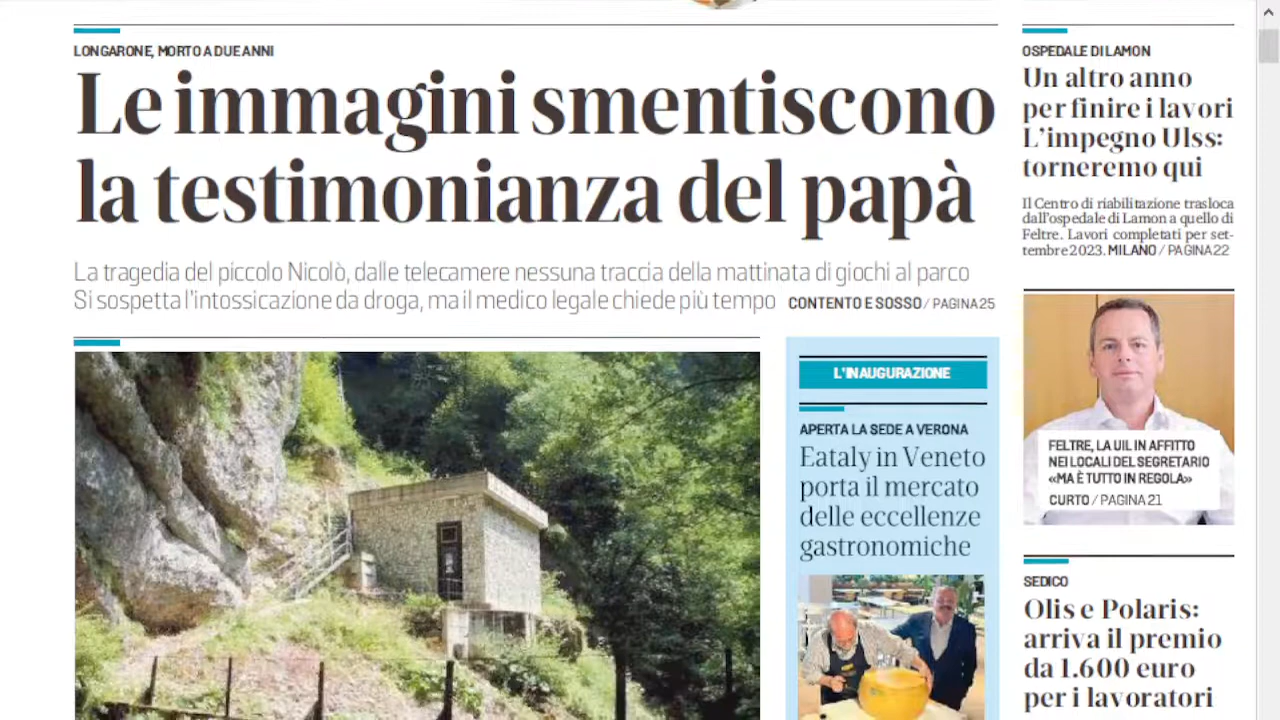 LONGARONE, MORTO A DUE ANNI
Le immagini smentiscono
la testimonianza del papà
La tragedia del piccolo Nicolò, dalle telecamere nessuna traccia della mattinata di giochi al parco
Si sospetta l'intossicazione da droga, ma il medico legale chiede più tempo CONTENTO E SOSSO / PAGINA 25
L'INAUGURAZIONE
APERTA LA SEDE A VERONA
Eataly in Veneto
porta il mercato
delle eccellenze
gastronomiche
OSPEDALE DI LAMON
Un altro anno
per finire i lavori
L'impegno Ulss:
torneremo qui
Il Centro di riabilitazione trasloca
dall'ospedale di Lamon a quello di
Feltre. Lavori completati per set-
tembre 2023. MILANO / PAGINA 22
FELTRE, LA UIL IN AFFITTO
NEI LOCALI DEL SEGRETARIO
«MA È TUTTO IN REGOLA»
CURTO / PAGINA 21
SEDICO
Olis e Polaris:
arriva il premio
da 1.600 euro
per i lavoratori